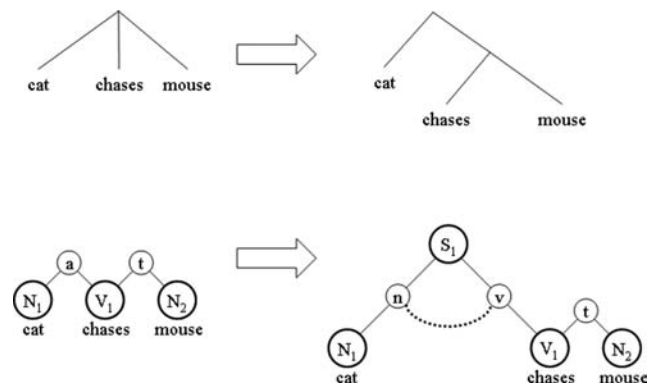 cat chases mouse
cat
chases mouse
a t
N1 V1 N2
cat chases mouse
S1
n v
t
N1 V1 N2
cat chases mouse